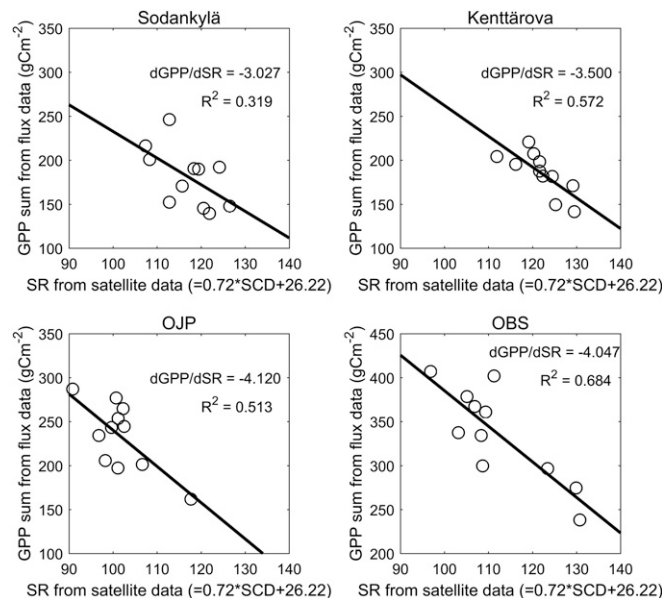 Sodankylä
GPP sum from flux data (gCm-2)
350
300
250
200
150
100
dGPP/dSR = -3.027
R2 = 0.319
90 100 110 120 130 140
SR from satellite data (=0.72*SCD+26.22)
Kenttärova
GPP sum from flux data (gCm-2)
350
300
250
200
150
100
dGPP/dSR = -3.500
R2 = 0.572
90 100 110 120 130 140
SR from satellite data (=0.72*SCD+26.22)
OJP
GPP sum from flux data (gCm-2)
350
300
250
200
150
100
dGPP/dSR = -4.120
R2 = 0.513
90 100 110 120 130 140
SR from satellite data (=0.72*SCD+26.22)
OBS
GPP sum from flux data (gCm-2)
450
400
350
300
250
200
dGPP/dSR = -4.047
R2 = 0.684
90 100 110 120 130 140
SR from satellite data (=0.72*SCD+26.22)